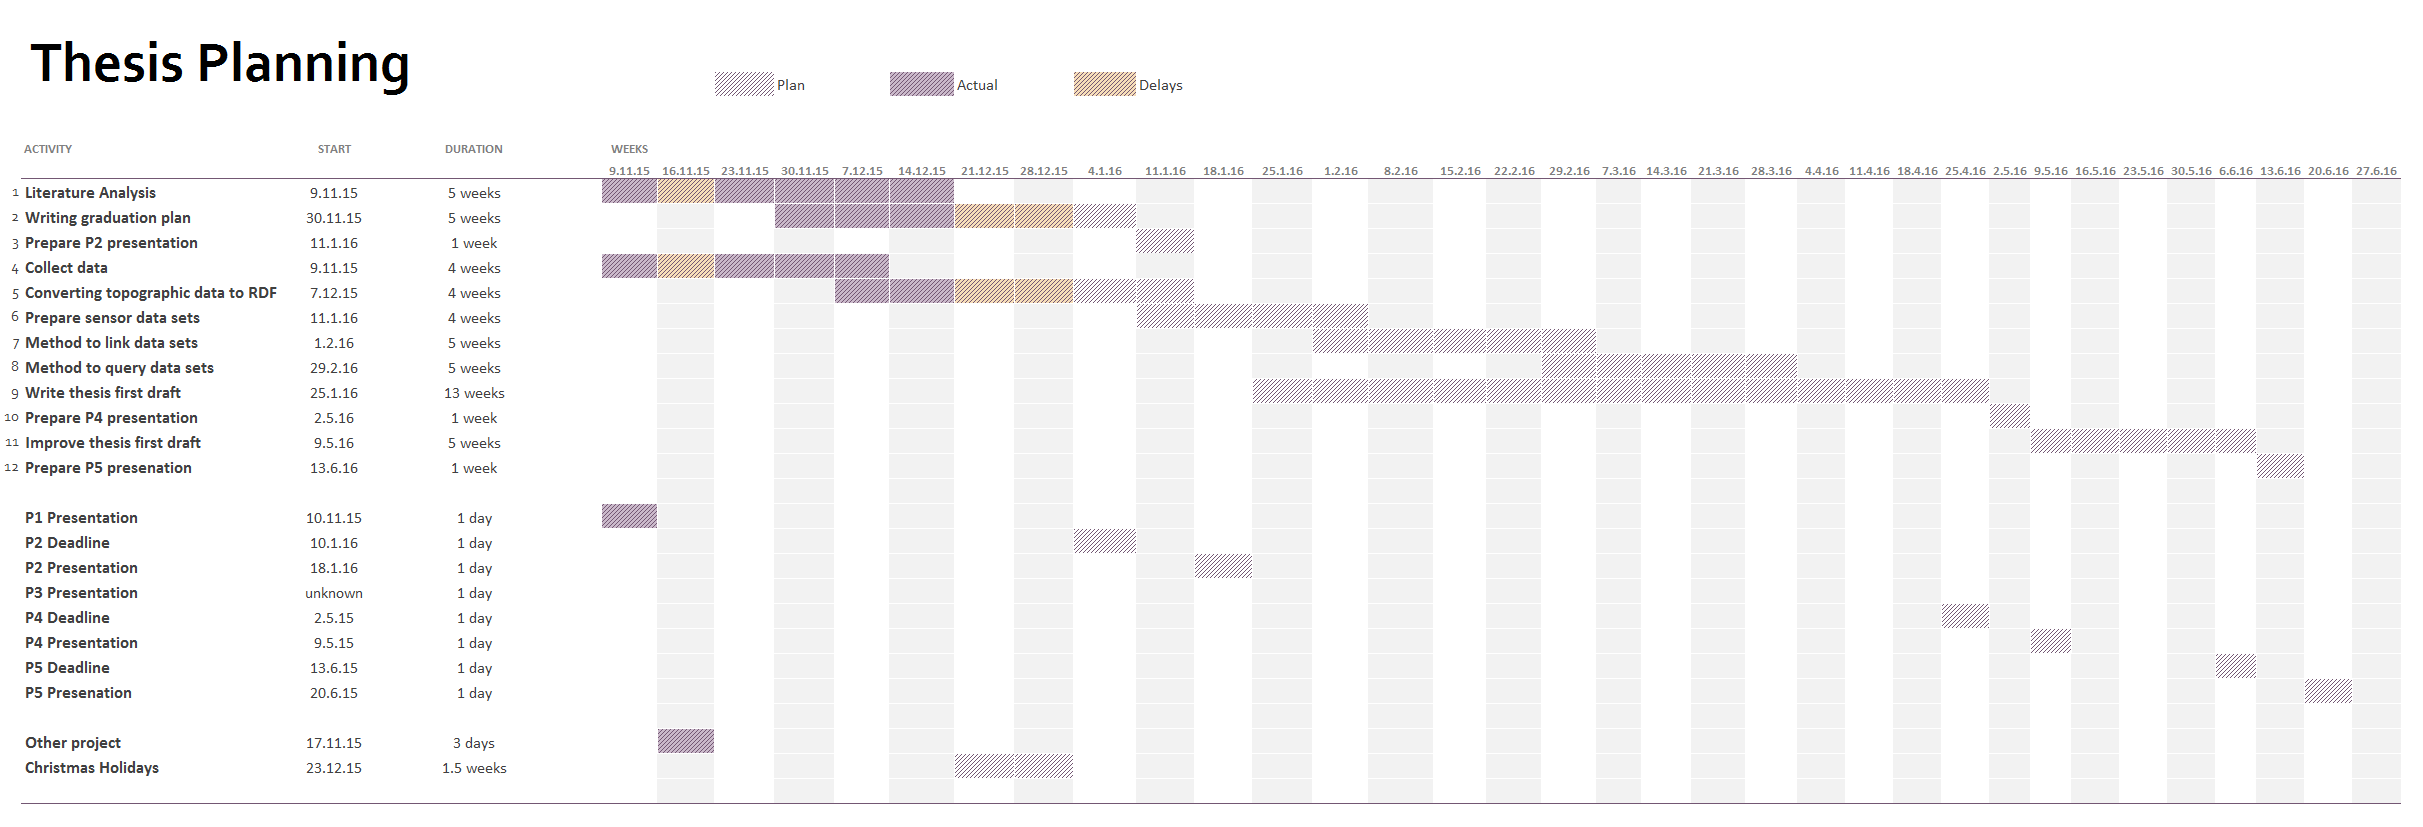 Thesis Planning
Plan Actual Delays
ACTIVITY START DURATION WEEKS
9.11.15 16.11.15 23.11.15 30.11.15 7.12.15 14.12.15 21.12.15 28.12.15 4.1.16 11.1.16 18.1.16 25.1.16 1.2.16 8.2.16 15.2.16 22.2.16 29.2.16 7.3.16 14.3.16 21.3.16 28.3.16 4.4.16 11.4.16 18.4.16 25.4.16 2.5.16 9.5.16 16.5.16 23.5.16 30.5.16 6.6.16 13.6.16 20.6.16 27.6.16
1 Literature Analysis 9.11.15 5 weeks
2 Writing graduation plan 30.11.15 5 weeks
3 Prepare P2 presentation 11.1.16 1 week
4 Collect data 9.11.15 4 weeks
5 Converting topographic data to RDF 7.12.15 4 weeks
6 Prepare sensor data sets 11.1.16 4 weeks
7 Method to link data sets 1.2.16 5 weeks
8 Method to query data sets 29.2.16 5 weeks
9 Write thesis first draft 25.1.16 13 weeks
10 Prepare P4 presentation 2.5.16 1 week
11 Improve thesis first draft 9.5.16 5 weeks
12 Prepare P5 presenation 13.6.16 1 week
P1 Presentation 10.11.15 1 day
P2 Deadline 10.1.16 1 day
P2 Presentation 18.1.16 1 day
P3 Presentation unknown 1 day
P4 Deadline 2.5.15 1 day
P4 Presentation 9.5.15 1 day
P5 Deadline 13.6.15 1 day
P5 Presenation 20.6.15 1 day
Other project 17.11.15 3 days
Christmas Holidays 23.12.15 1.5 weeks